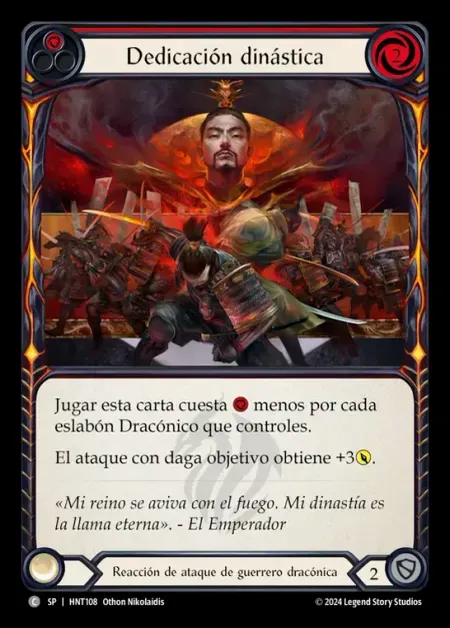 Dedicación dinástica
2
Jugar esta carta cuesta menos por cada
eslabón Dracónico que controles.
El ataque con daga objetivo obtiene +3.
«Mi reino se aviva con el fuego. Mi dinastía es
la llama eterna». - El Emperador
Reacción de ataque de guerrero dracónica
2
C SP | HNT108 Othon Nikolaidis
© 2024 Legend Story Studios